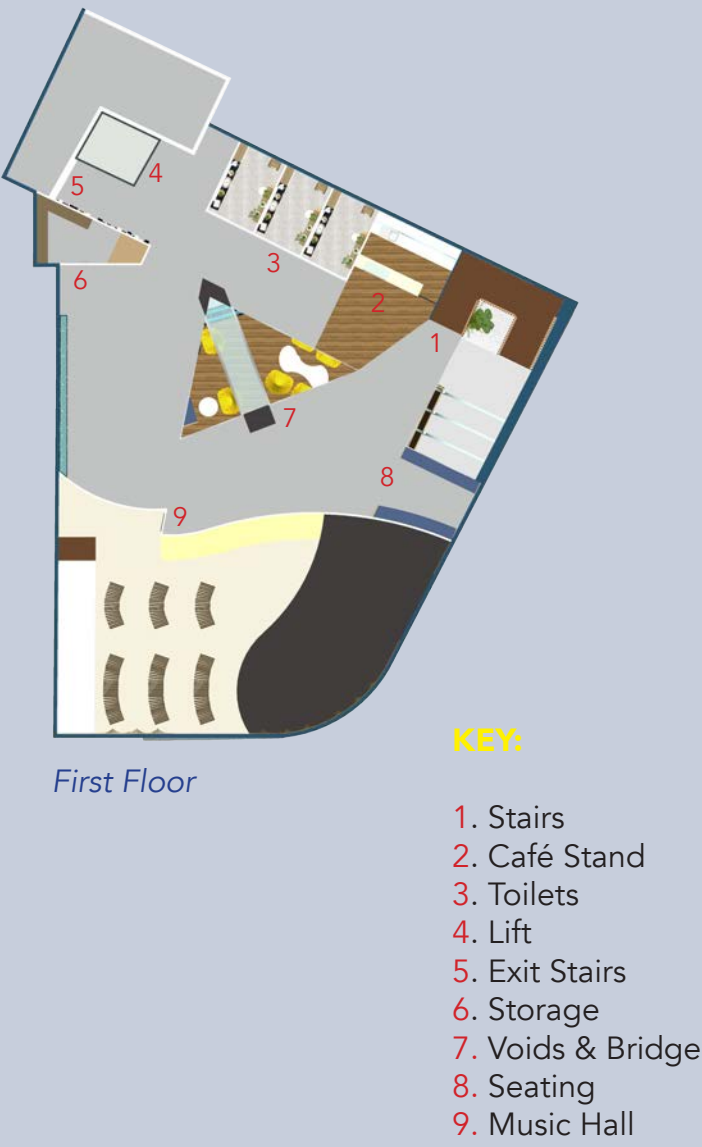 4
5
3
6
2
1
7
8
9
KEY:
First Floor
1. Stairs
2. Café Stand
3. Toilets
4. Lift
5. Exit Stairs
6. Storage
7. Voids & Bridge
8. Seating
9. Music Hall